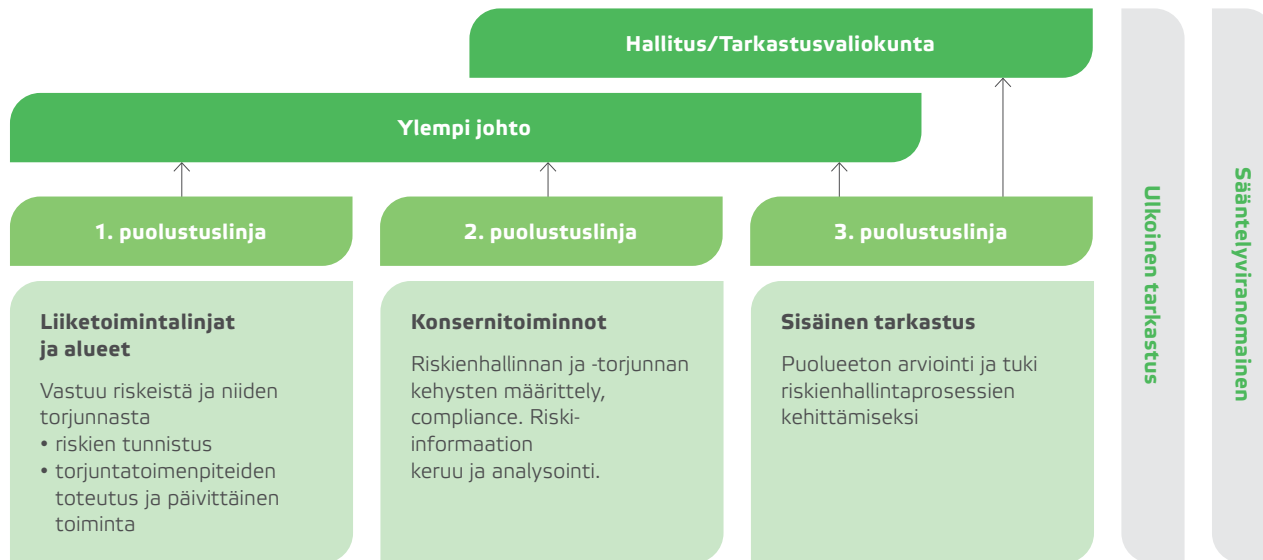 Hallitus/Tarkastusvaliokunta
Ylempi johto
1. puolustuslinja
Liiketoimintalinjat
ja alueet
Vastuu riskeistä ja niiden
torjunnasta
• riskien tunnistus
• torjuntatoimenpiteiden
toteutus ja päivittäinen
toiminta
2. puolustuslinja
Konsernitoiminnot
Riskienhallinnan ja -torjunnan
kehysten määrittely,
compliance. Riski-
informaation
keruu ja analysointi.
3. puolustuslinja
Sisäinen tarkastus
Puolueeton arviointi ja tuki
riskienhallintaprosessien
kehittämiseksi
Ulkoinen tarkastus
Sääntelyviranomainen